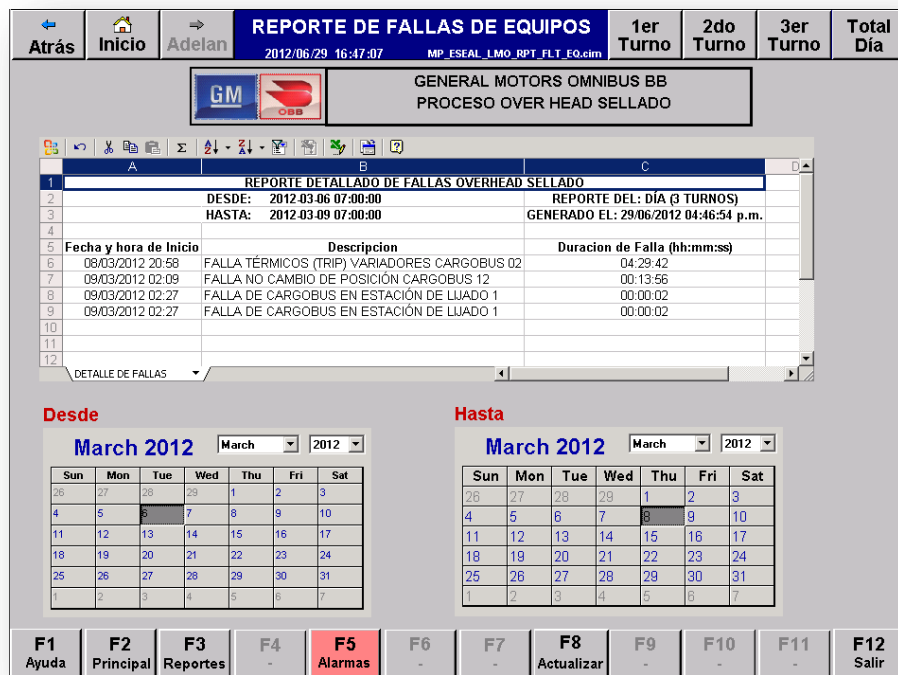 Atrás
Inicio
Adelan
REPORTE DE FALLAS DE EQUIPOS
2012/06/29 16:47:07 MP_ESEAL_LMO_RPT_FLT_EQ.cim
1er Turno
2do Turno
3er Turno
Total Día
GM
OBB
GENERAL MOTORS OMNIBUS BB
PROCESO OVER HEAD SELLADO
A B C D
1 REPORTE DETALLADO DE FALLAS OVERHEAD SELLADO
2 DESDE: 2012-03-06 07:00:00 REPORTE DEL: DÍA (3 TURNOS)
3 HASTA: 2012-03-09 07:00:00 GENERADO EL: 29/06/2012 04:46:54 p.m.
4
5 Fecha y hora de Inicio Descripcion Duracion de Falla (hh:mm:ss)
6 08/03/2012 20:58 FALLA TÉRMICOS (TRIP) VARIADORES CARGOBUS 02 04:29:42
7 09/03/2012 02:09 FALLA NO CAMBIO DE POSICIÓN CARGOBUS 12 00:13:56
8 09/03/2012 02:27 FALLA DE CARGOBUS EN ESTACIÓN DE LIJADO 1 00:00:02
9 09/03/2012 02:27 FALLA DE CARGOBUS EN ESTACIÓN DE LIJADO 1 00:00:02
10
11
12
DETALLE DE FALLAS
Desde
March 2012 March 2012
Sun Mon Tue Wed Thu Fri Sat
26 27 28 29 1 2 3
4 5 6 7 8 9 10
11 12 13 14 15 16 17
18 19 20 21 22 23 24
25 26 27 28 29 30 31
1 2 3 4 5 6 7
Hasta
March 2012 March 2012
Sun Mon Tue Wed Thu Fri Sat
26 27 28 29 1 2 3
4 5 6 7 8 9 10
11 12 13 14 15 16 17
18 19 20 21 22 23 24
25 26 27 28 29 30 31
1 2 3 4 5 6 7
F1 F2 F3 F4 F5 F6 F7 F8 F9 F10 F11 F12
Ayuda Principal Reportes - Alarmas - - Actualizar - - - Salir